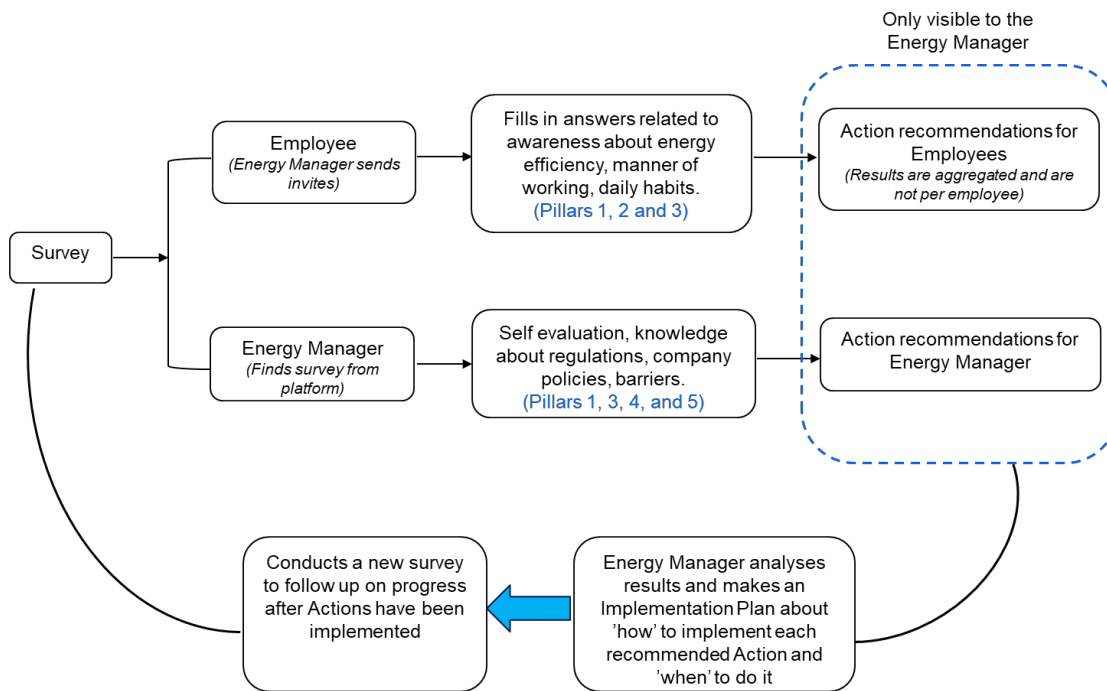 Only visible to the
Energy Manager
Employee
(Energy Manager sends
invites)
Fills in answers related to
awareness about energy
efficiency, manner of
working, daily habits.
(Pillars 1, 2 and 3)
Action recommendations for
Employees
(Results are aggregated and are
not per employee)
Survey
Energy Manager
(Finds survey from
platform)
Self evaluation, knowledge
about regulations, company
policies, barriers.
(Pillars 1, 3, 4, and 5)
Action recommendations for
Energy Manager
Conducts a new survey
to follow up on progress
after Actions have been
implemented
Energy Manager analyses
results and makes an
Implementation Plan about
’how’ to implement each
recommended Action and
’when’ to do it